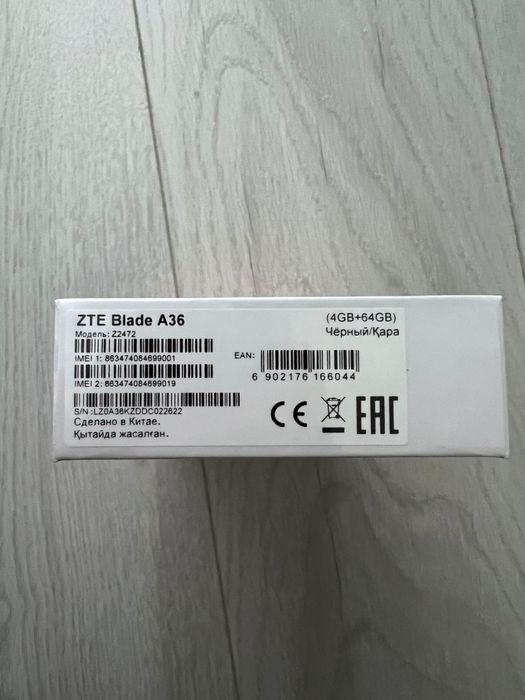 ZTE Blade A36
Модель: Z2472
IMEI 1: 863474084699001
IMEI 2: 863474084699019
S/N :LZ0A36KZDDC022622
Сделано в Китае.
Қытайда жасалған.
(4GB+64GB)
Чёрный/Қара
EAN:
6 902176 166044
CE
EAC